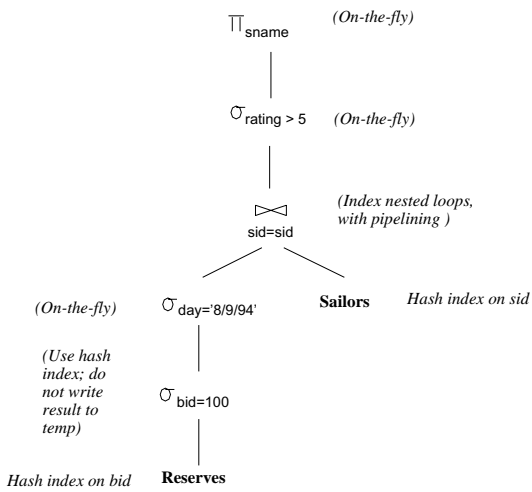 ∏ sname (On-the-fly)
σ rating > 5 (On-the-fly)
⋈ sid=sid
(Index nested loops,
with pipelining )
(On-the-fly) σ day='8/9/94' Sailors Hash index on sid
(Use hash
index; do
not write
result to
temp)
σ bid=100
Hash index on bid Reserves